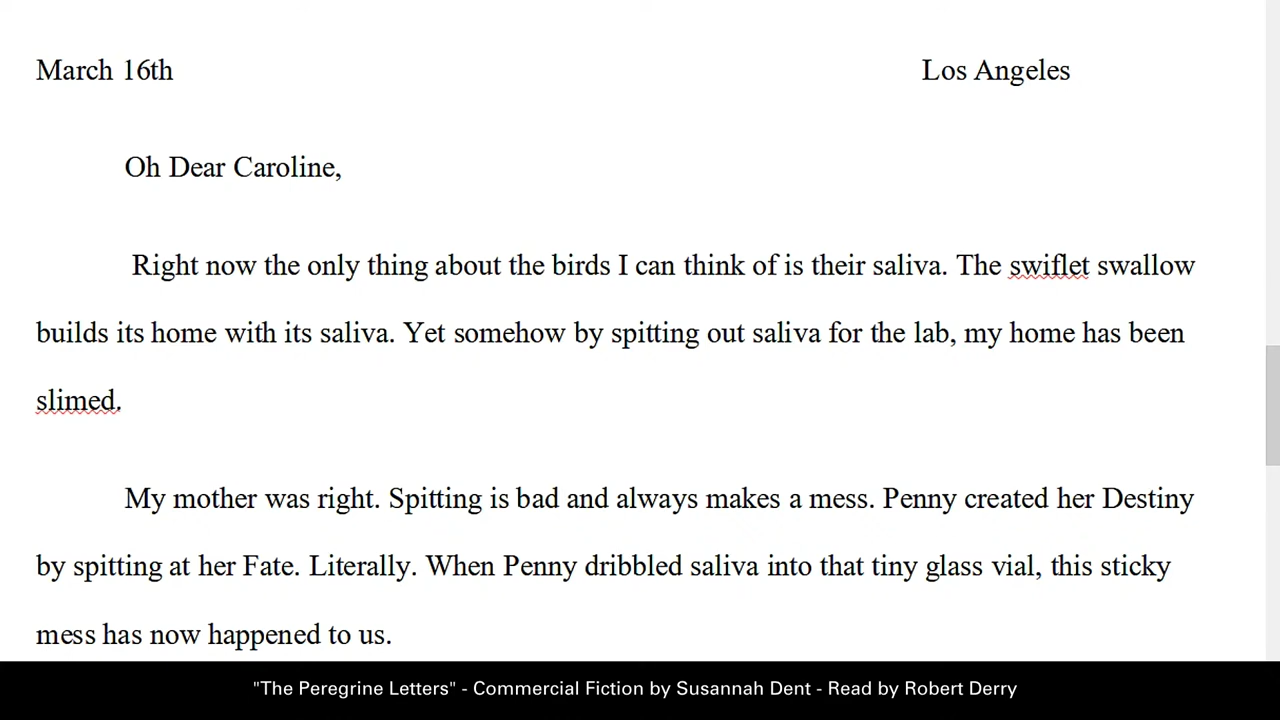 March 16th Los Angeles
Oh Dear Caroline,
Right now the only thing about the birds I can think of is their saliva. The swiflet swallow
builds its home with its saliva. Yet somehow by spitting out saliva for the lab, my home has been
slimed.
My mother was right. Spitting is bad and always makes a mess. Penny created her Destiny
by spitting at her Fate. Literally. When Penny dribbled saliva into that tiny glass vial, this sticky
mess has now happened to us.
"The Peregrine Letters" - Commercial Fiction by Susannah Dent - Read by Robert Derry